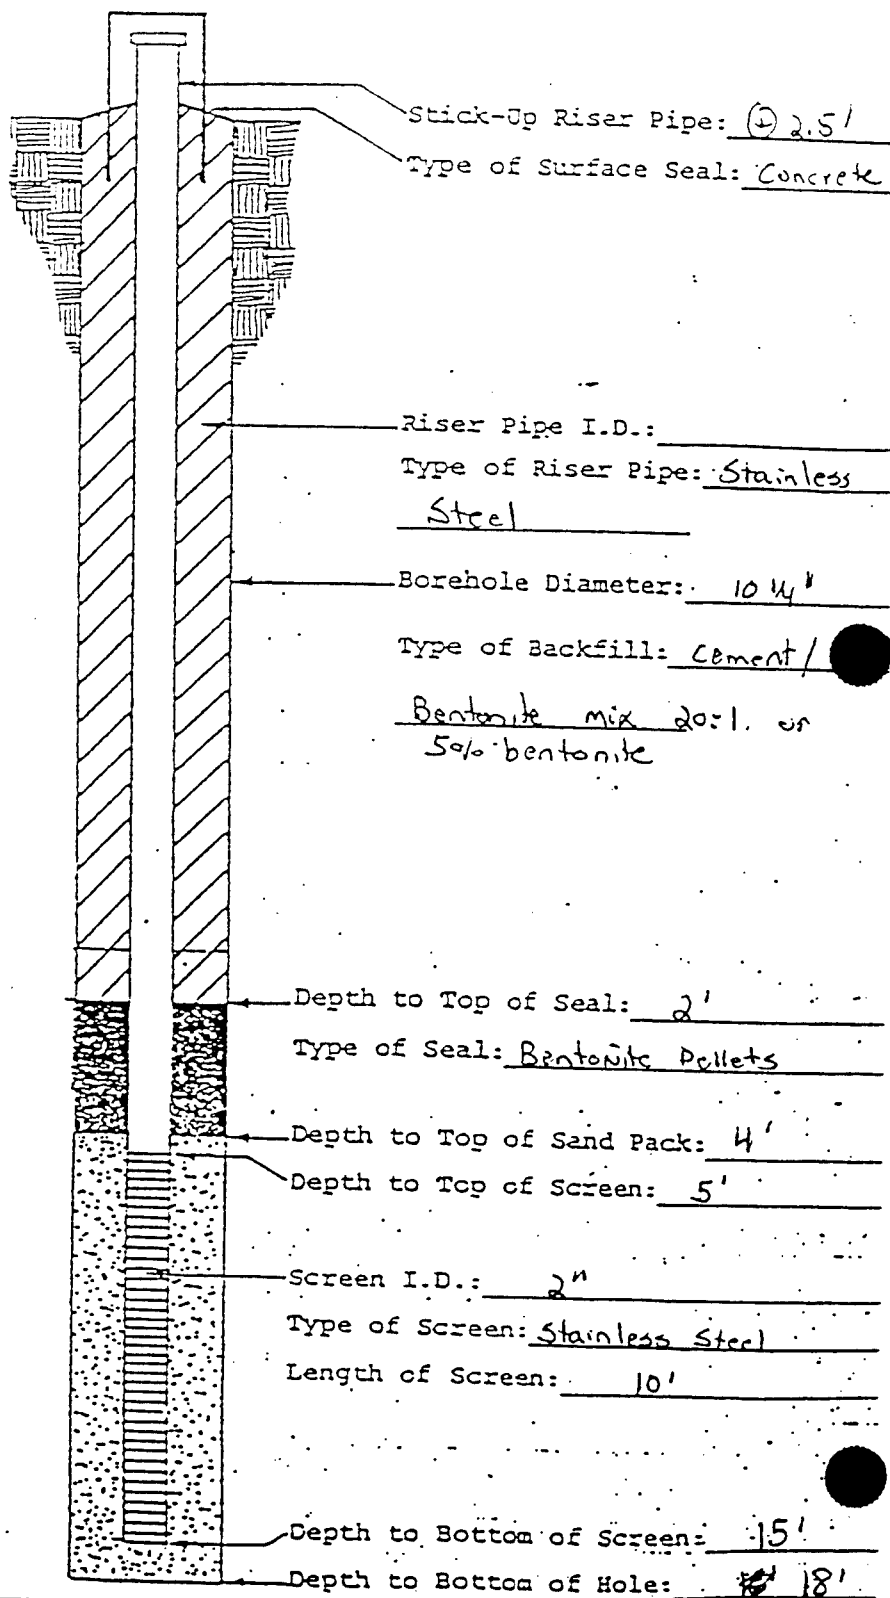 Stick-Up Riser Pipe: ⊕ 2.5'
Type of Surface Seal: Concrete
Riser Pipe I.D.:
Type of Riser Pipe: Stainless
Steel
Borehole Diameter: 10 1/4"
Type of Backfill: Cement/
Bentonite mix 20:1. or
5% bentonite
Depth to Top of Seal: 2'
Type of Seal: Bentonite Pellets
Depth to Top of Sand Pack: 4'
Depth to Top of Screen: 5'
Screen I.D.: 2"
Type of Screen: Stainless Steel
Length of Screen: 10'
Depth to Bottom of Screen: 15'
Depth to Bottom of Hole: 18'